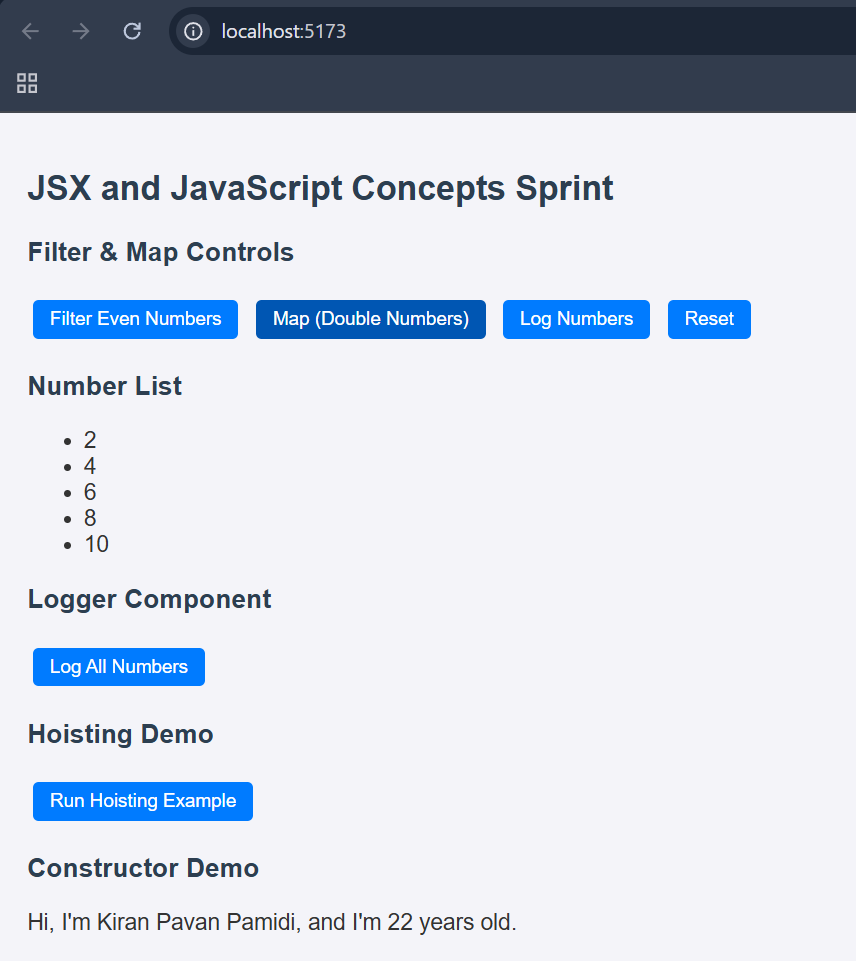 localhost:5173
JSX and JavaScript Concepts Sprint
Filter & Map Controls
Filter Even Numbers Map (Double Numbers) Log Numbers Reset
Number List
2
4
6
8
10
Logger Component
Log All Numbers
Hoisting Demo
Run Hoisting Example
Constructor Demo
Hi, I'm Kiran Pavan Pamidi, and I'm 22 years old.